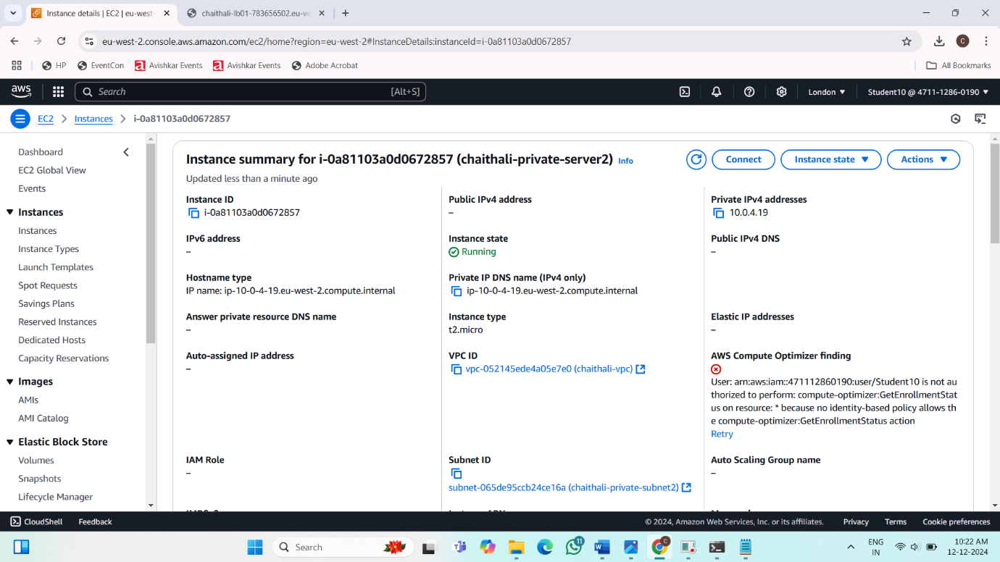 Instance details | EC2 | eu-west-
chaithali-lb01-783656502.eu-w
eu-west-2.console.aws.amazon.com/ec2/home?region=eu-west-2#InstanceDetails:instanceId=i-0a81103a0d0672857
C
HP
EventCon
Avishkar Events
Avishkar Events
Adobe Acrobat
All Bookmarks
aws
Search
[Alt+S]
London
Student10 @ 4711-1286-0190
EC2
Instances
i-0a81103a0d0672857
Dashboard
EC2 Global View
Events
Instances
Instances
Instance Types
Launch Templates
Spot Requests
Savings Plans
Reserved Instances
Dedicated Hosts
Capacity Reservations
Images
AMIs
AMI Catalog
Elastic Block Store
Volumes
Snapshots
Lifecycle Manager
Instance summary for i-0a81103a0d0672857 (chaithali-private-server2) Info
Connect
Instance state
Actions
Updated less than a minute ago
Instance ID
i-0a81103a0d0672857
Public IPv4 address
–
Private IPv4 addresses
10.0.4.19
IPv6 address
–
Instance state
Running
Public IPv4 DNS
–
Hostname type
IP name: ip-10-0-4-19.eu-west-2.compute.internal
Private IP DNS name (IPv4 only)
ip-10-0-4-19.eu-west-2.compute.internal
Answer private resource DNS name
–
Instance type
t2.micro
Elastic IP addresses
–
Auto-assigned IP address
–
VPC ID
vpc-052145ede4a05e7e0 (chaithali-vpc)
AWS Compute Optimizer finding
User: arn:aws:iam::471112860190:user/Student10 is not au
thorized to perform: compute-optimizer:GetEnrollmentStat
us on resource: * because no identity-based policy allows th
e compute-optimizer:GetEnrollmentStatus action
Retry
IAM Role
–
Subnet ID
subnet-065de95ccb24ce16a (chaithali-private-subnet2)
Auto Scaling Group name
–
CloudShell
Feedback
© 2024, Amazon Web Services, Inc. or its affiliates.
Privacy
Terms
Cookie preferences
Search
11
C
ENG
IN
10:22 AM
12-12-2024